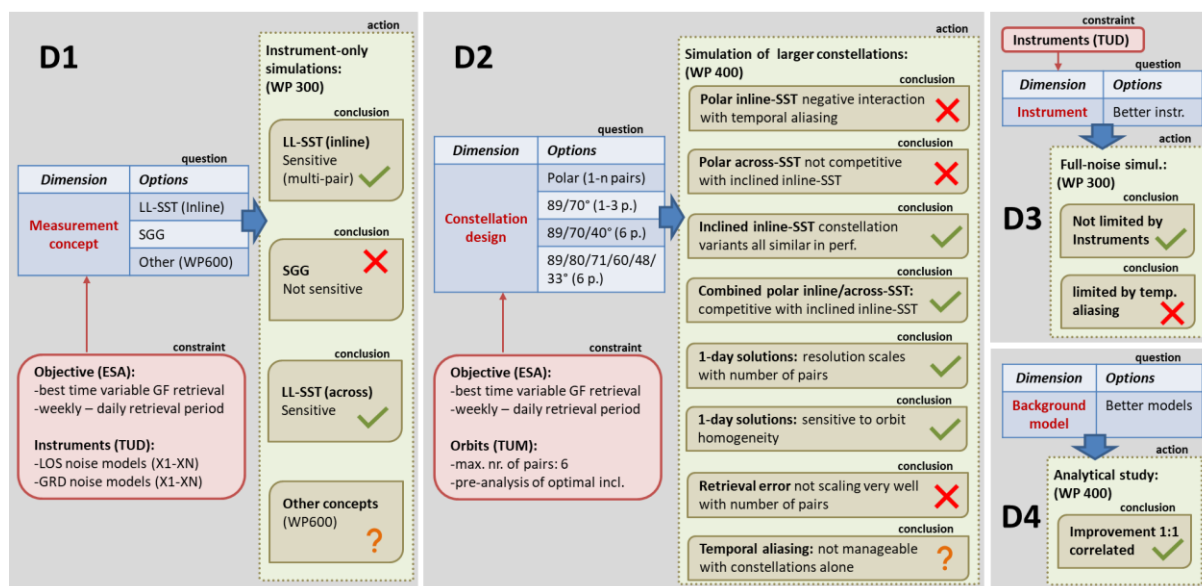 D1
action
Instrument-only
simulations:
(WP 300)
conclusion
LL-SST (inline)
Sensitive
(multi-pair)
question
Dimension
Options
Measurement
concept
LL-SST (Inline)
SGG
Other (WP600)
conclusion
SGG
Not sensitive
constraint
Objective (ESA):
-best time variable GF retrieval
-weekly – daily retrieval period
Instruments (TUD):
-LOS noise models (X1-XN)
-GRD noise models (X1-XN)
conclusion
LL-SST (across)
Sensitive
conclusion
Other concepts
(WP600)
?
D2
question
Dimension
Options
Constellation
design
Polar (1-n pairs)
89/70° (1-3 p.)
89/70/40° (6 p.)
89/80/71/60/48/
33° (6 p.)
constraint
Objective (ESA):
-best time variable GF retrieval
-weekly – daily retrieval period
Orbits (TUM):
-max. nr. of pairs: 6
-pre-analysis of optimal incl.
action
Simulation of larger constellations:
(WP 400)
conclusion
Polar inline-SST negative interaction
with temporal aliasing
conclusion
Polar across-SST not competitive
with inclined inline-SST
conclusion
Inclined inline-SST constellation
variants all similar in perf.
conclusion
Combined polar inline/across-SST:
competitive with inclined inline-SST
conclusion
1-day solutions: resolution scales
with number of pairs
conclusion
1-day solutions: sensitive to orbit
homogeneity
conclusion
Retrieval error not scaling very well
with number of pairs
conclusion
Temporal aliasing: not manageable
with constellations alone
?
constraint
Instruments (TUD)
question
Dimension
Options
Instrument
Better instr.
action
Full-noise simul.:
(WP 300)
conclusion
Not limited by
Instruments
D3
conclusion
limited by temp.
aliasing
question
Dimension
Options
Background
model
Better models
action
Analytical study:
(WP 400)
conclusion
D4
Improvement 1:1
correlated